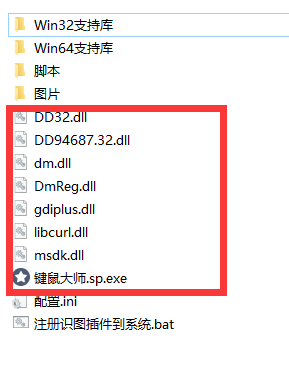 Win32支持库
Win64支持库
脚本
图片
DD32.dll
DD94687.32.dll
dm.dll
DmReg.dll
gdiplus.dll
libcurl.dll
msdk.dll
键鼠大师.sp.exe
配置.ini
注册识图插件到系统.bat